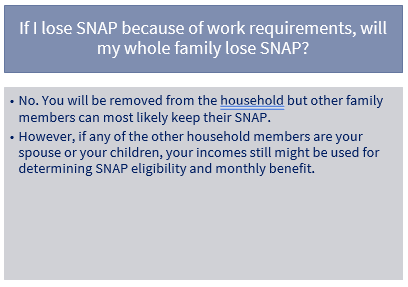 If I lose SNAP because of work requirements, will
my whole family lose SNAP?
• No. You will be removed from the household but other family
members can most likely keep their SNAP.
• However, if any of the other household members are your
spouse or your children, your incomes still might be used for
determining SNAP eligibility and monthly benefit.